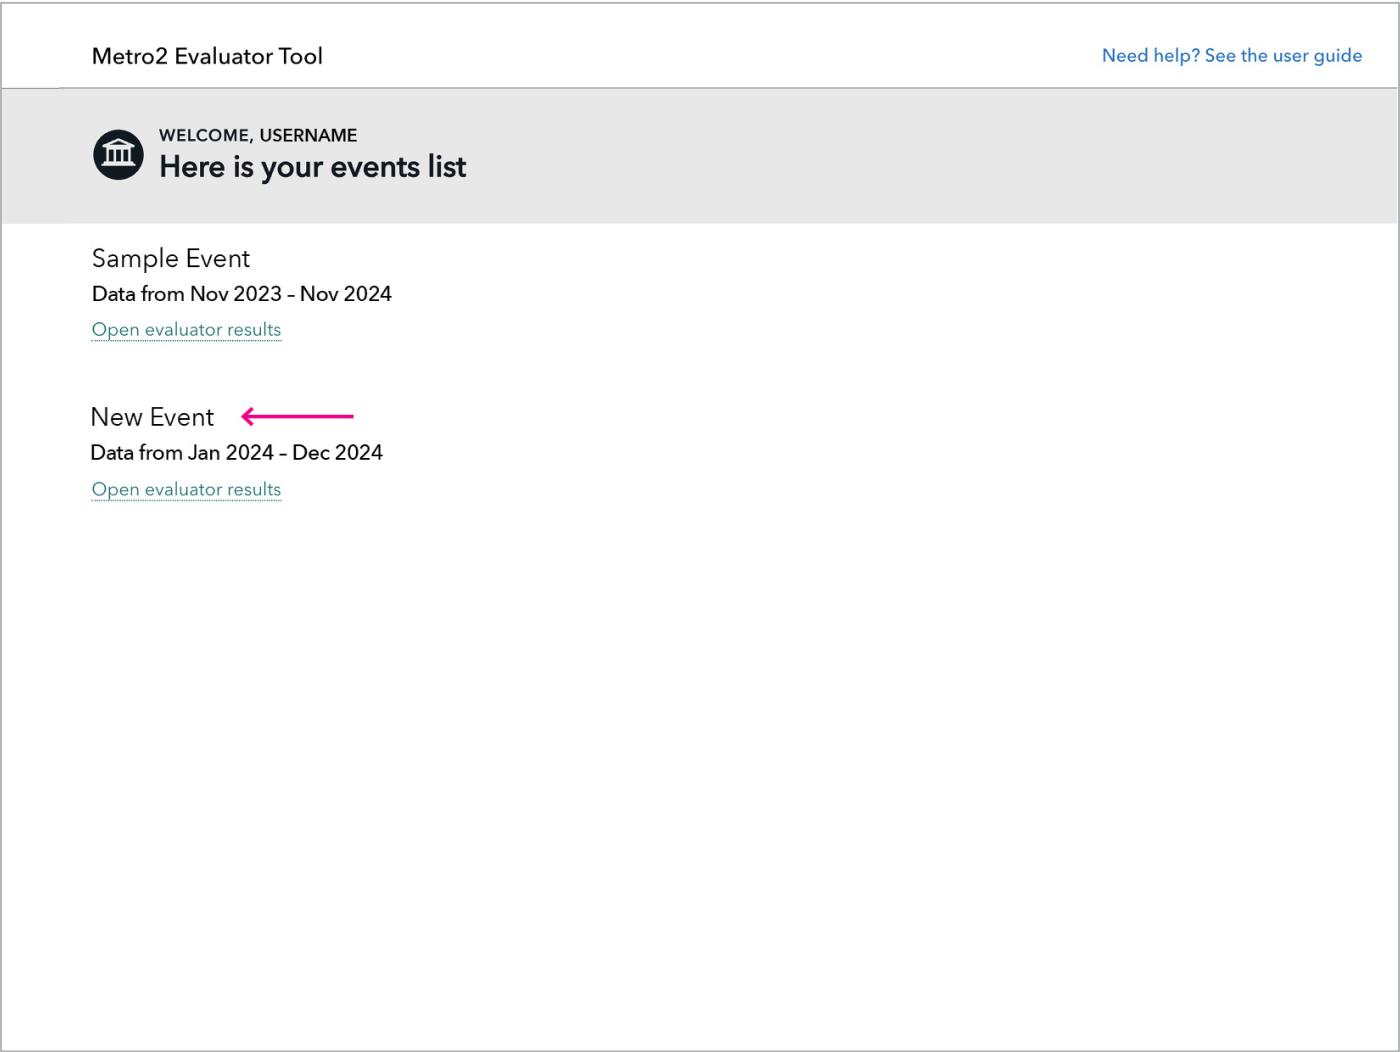 Metro2 Evaluator Tool
Need help? See the user guide
WELCOME, USERNAME
Here is your events list
Sample Event
Data from Nov 2023 – Nov 2024
Open evaluator results
New Event
Data from Jan 2024 – Dec 2024
Open evaluator results